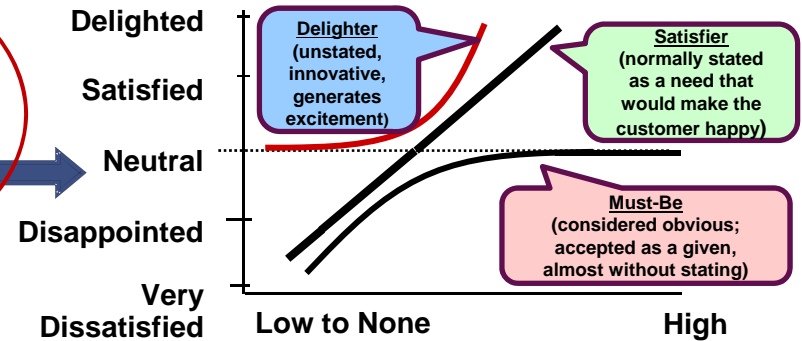 Delighted
Satisfied
Neutral
Disappointed
Very
Dissatisfied
Delighter
(unstated,
innovative,
generates
excitement)
Satisfier
(normally stated
as a need that
would make the
customer happy)
Must-Be
(considered obvious;
accepted as a given,
almost without stating)
Low to None
High